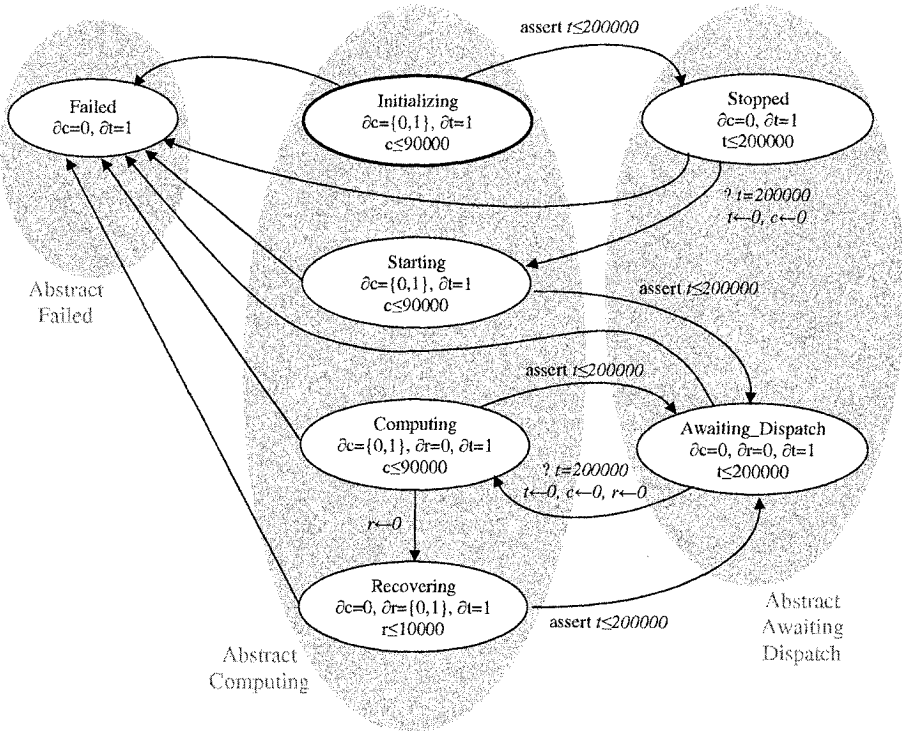 assert t≤200000
Failed
∂c=0, ∂t=1
Initializing
∂c={0,1}, ∂t=1
c≤90000
Stopped
∂c=0, ∂t=1
t≤200000
? t=200000
t←0, c←0
Starting
∂c={0,1}, ∂t=1
c≤90000
Abstract
Failed
assert t≤200000
assert t≤200000
Computing
∂c={0,1}, ∂r=0, ∂t=1
c≤90000
Awaiting_Dispatch
∂c=0, ∂r=0, ∂t=1
t≤200000
? t=200000
t←0, c←0, r←0
r←0
Recovering
∂c=0, ∂r={0,1}, ∂t=1
r≤10000
assert t≤200000
Abstract
Awaiting
Dispatch
Abstract
Computing